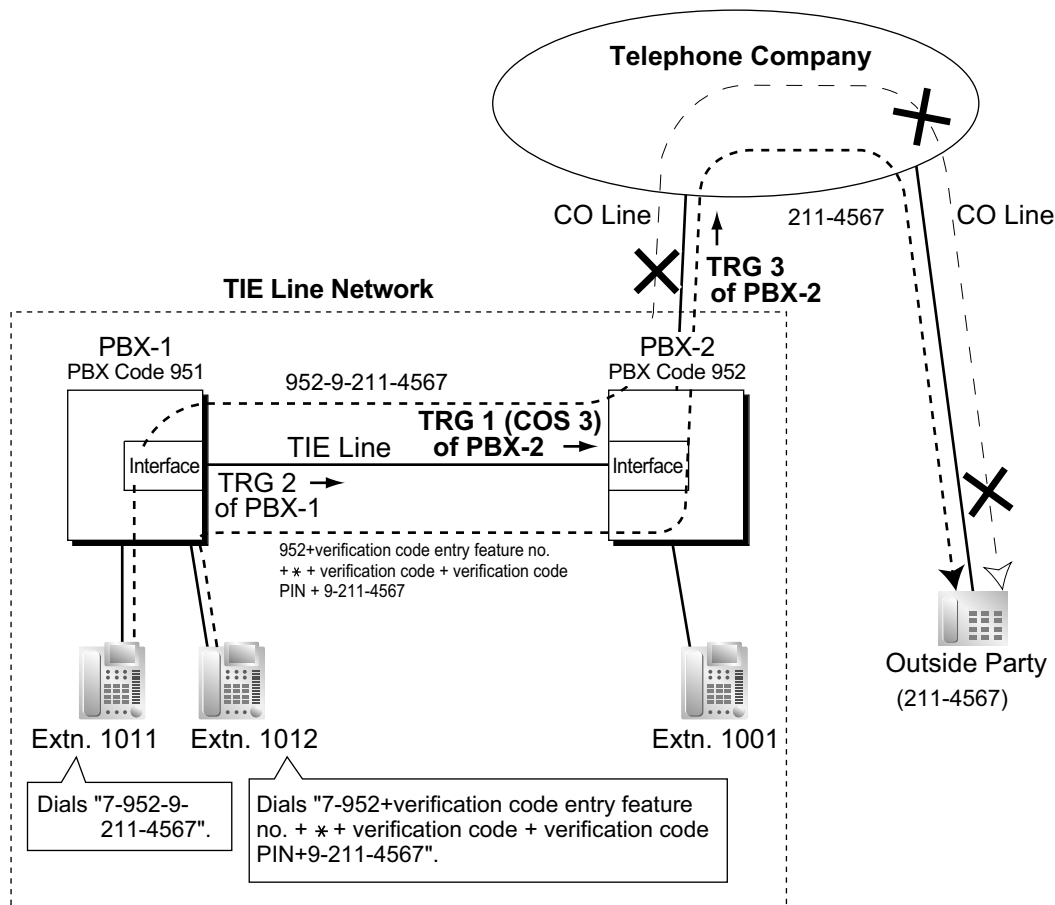 Telephone Company
CO Line
211-4567
CO Line
TRG 3
of PBX-2
TIE Line Network
PBX-1
PBX Code 951
PBX-2
PBX Code 952
952-9-211-4567
TRG 1 (COS 3)
of PBX-2
TIE Line
Interface
Interface
TRG 2
of PBX-1
952+verification code entry feature no.
+ * + verification code + verification code
PIN + 9-211-4567
Outside Party
(211-4567)
Extn. 1011
Extn. 1012
Extn. 1001
Dials "7-952-9-
211-4567".
Dials "7-952+verification code entry feature
no. + * + verification code + verification code
PIN+9-211-4567".